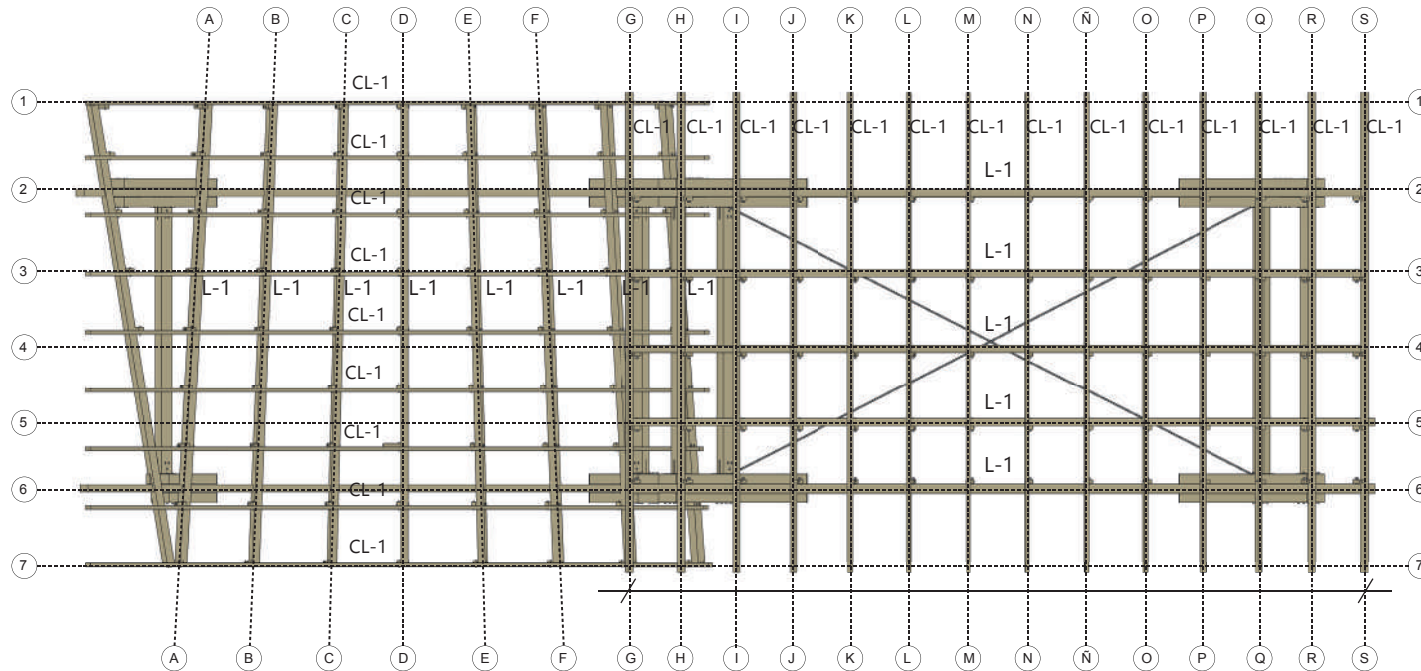 A B C D E F G H I J K L M N Ñ O P Q R S
CL-1
1 1
CL-1 CL-1 CL-1 CL-1 CL-1 CL-1 CL-1 CL-1 CL-1 CL-1 CL-1 CL-1 CL-1 CL-1
CL-1
L-1
2 2
CL-1
L-1
CL-1
3 3
L-1 L-1 L-1 L-1 L-1 L-1 L-1 L-1
CL-1
L-1
4 4
CL-1
L-1
5 5
CL-1
L-1
6 6
CL-1
CL-1
7 7
A B C D E F G H I J K L M N Ñ O P Q R S